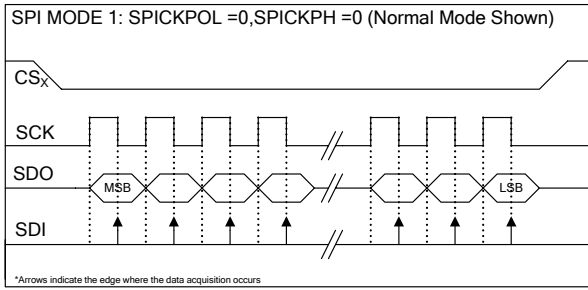 SPI MODE 1: SPICKPOL =0,SPICKPH =0 (Normal Mode Shown)
CSX
SCK
SDO
MSB
LSB
SDI
*Arrows indicate the edge where the data acquisition occurs